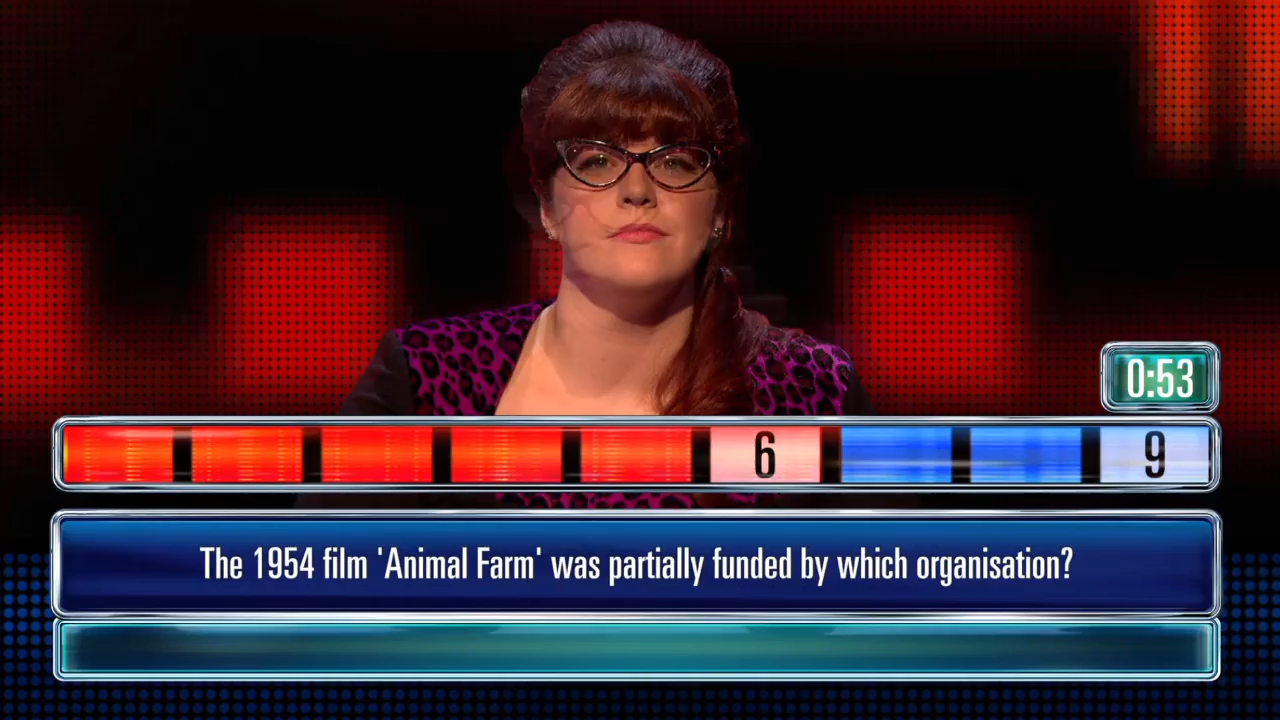 0:53
6 9
The 1954 film 'Animal Farm' was partially funded by which organisation?